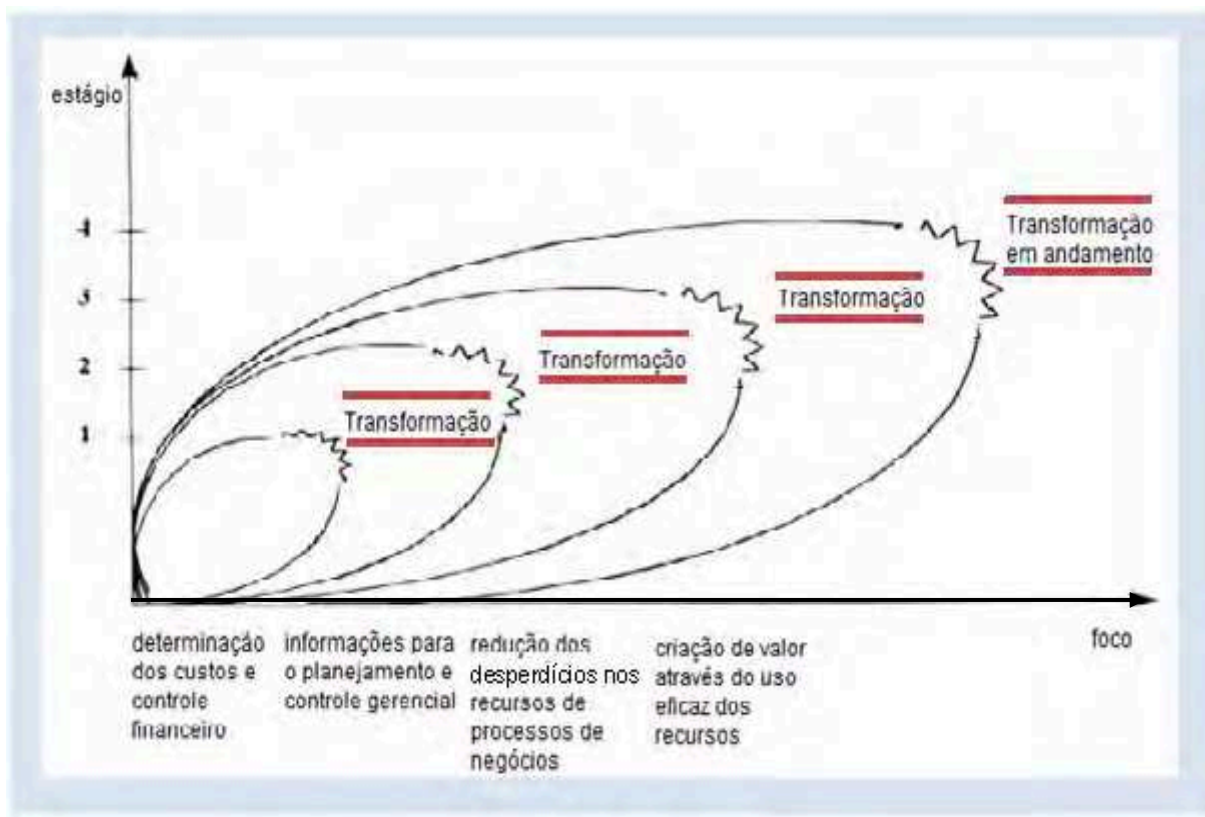 estágio
4
3
2
1
Transformação
em andamento
Transformação
Transformação
Transformação
foco
determinação
dos custos e
controle
financeiro
informações para
o planejamento e
controle gerencial
redução dos
desperdícios nos
recursos de
processos de
negócios
criação de valor
através do uso
eficaz dos
recursos